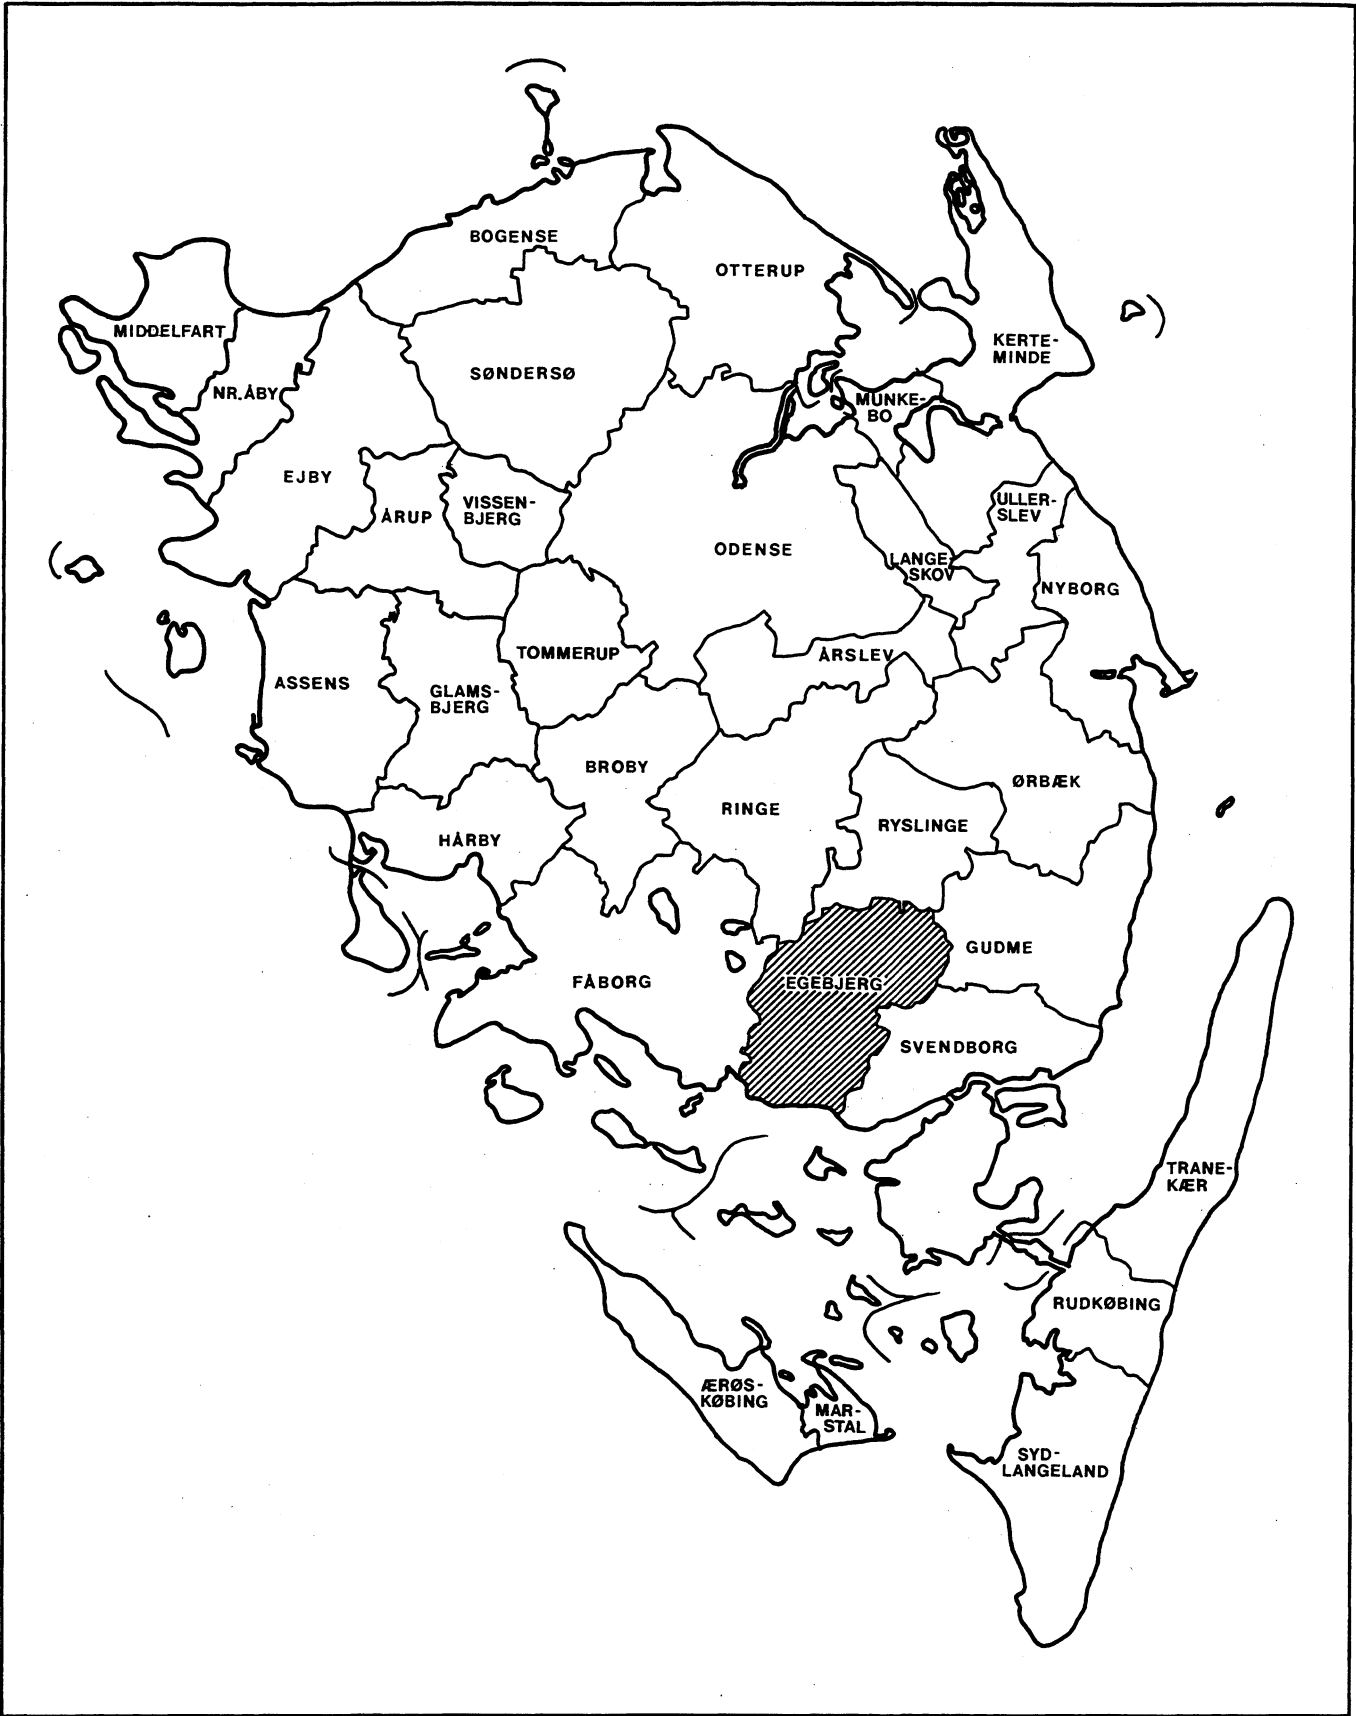 BOGENSE
OTTERUP
MIDDELFART
KERTE-
MINDE
SØNDERSØ
NR.ÅBY
MUNKE-
BO
EJBY
ÅRUP
VISSEN-
BJERG
ULLER-
SLEV
ODENSE
LANGE-
SKOV
NYBORG
TOMMERUP
ÅRSLEV
ASSENS
GLAMS-
BJERG
BROBY
ØRBÆK
RINGE
RYSLINGE
HÅRBY
GUDME
FÅBORG
EGEBJERG
SVENDBORG
TRANE-
KÆR
RUDKØBING
ÆRØS-
KØBING
MAR-
STAL
SYD-
LANGELAND